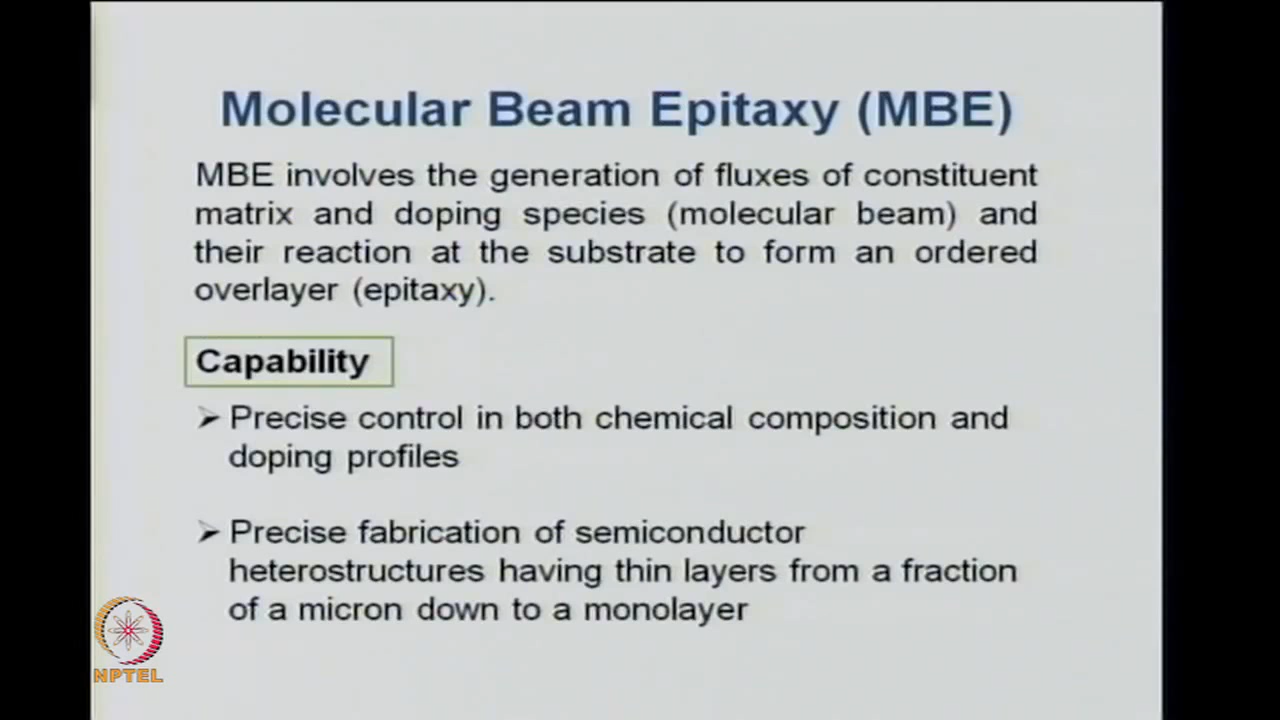 Molecular Beam Epitaxy (MBE)
MBE involves the generation of fluxes of constituent
matrix and doping species (molecular beam) and
their reaction at the substrate to form an ordered
overlayer (epitaxy).
Capability
➢ Precise control in both chemical composition and
doping profiles
➢ Precise fabrication of semiconductor
heterostructures having thin layers from a fraction
of a micron down to a monolayer
NPTEL